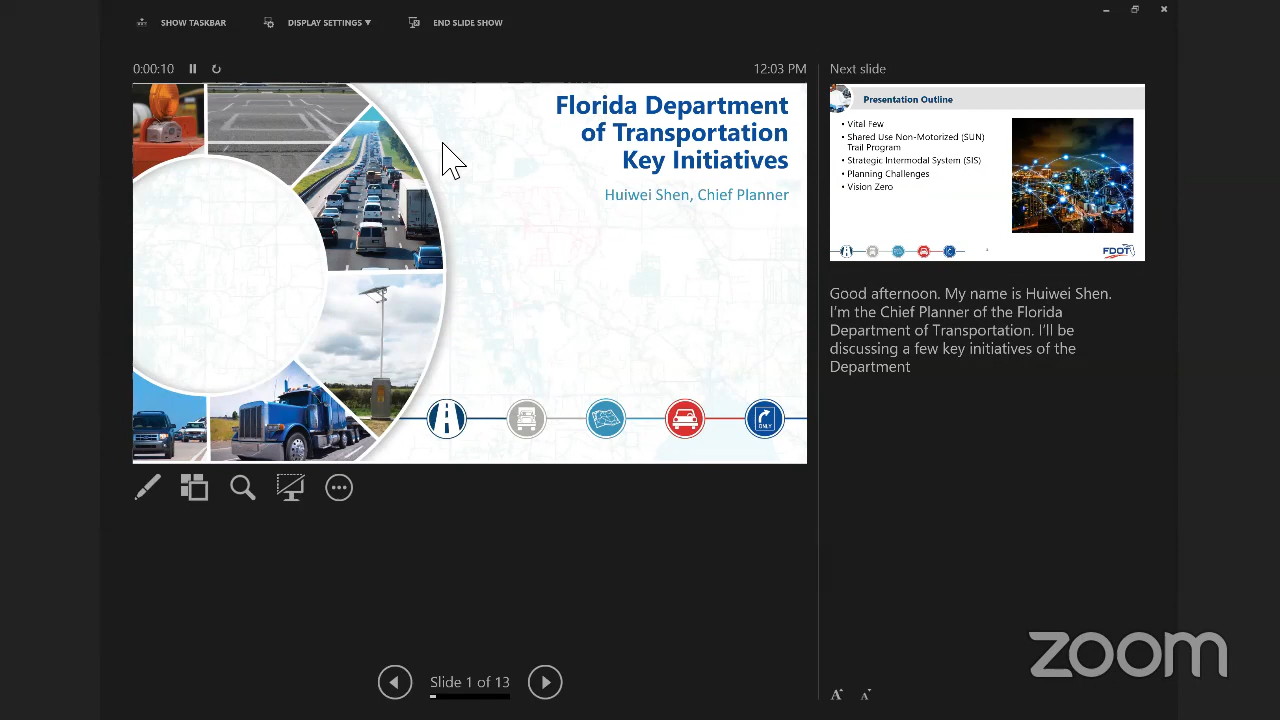 SHOW TASKBAR
DISPLAY SETTINGS ▼
END SLIDE SHOW
0:00:10
12:03 PM
Florida Department
of Transportation
Key Initiatives
Huiwei Shen, Chief Planner
ONLY
Slide 1 of 13
Next slide
Presentation Outline
• Vital Few
• Shared Use Non-Motorized (SUN)
Trail Program
• Strategic Intermodal System (SIS)
• Planning Challenges
• Vision Zero
FDOT
Good afternoon. My name is Huiwei Shen.
I'm the Chief Planner of the Florida
Department of Transportation. I'll be
discussing a few key initiatives of the
Department
A
A
zoom